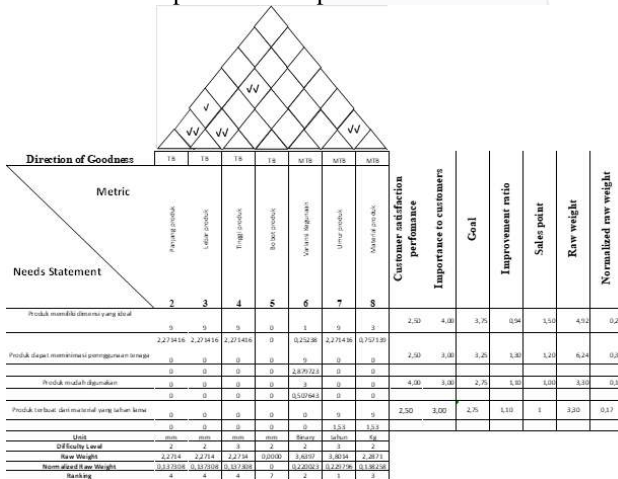 √
√√
√√
√√
√√
Direction of Goodness TB TB TB TB MTB MTB MTB
Metric
Needs Statement
Panjang produk
Lebar produk
Tinggi produk
Bobot produk
Variansi Kegunaan
Umur produk
Material produk
Customer satisfaction perfomance
Importance to customers
Goal
Improvement ratio
Sales point
Raw weight
Normalized raw weight
2 3 4 5 6 7 8
Produk memiliki dimensi yang ideal
9 9 9 0 1 9 3
2,50 4,00 3,75 0,94 1,50 4,92
2,271416 2,271416 2,271416 0 0,25238 2,271416 0,757139
Produk dapat meminimasi penggunaan tenaga
0 0 0 0 9 0 0
2,50 3,00 3,25 1,30 1,20 6,24
0 0 0 0 2,879723 0 0
Produk mudah digunakan
0 0 0 0 3 0 0
4,00 3,00 2,75 1,10 1,00 3,30
0 0 0 0 0,507643 0 0
Produk terbuat dari material yang tahan lama
0 0 0 0 0 9 9
2,50 3,00 2,75 1,10 1 3,30 0,17
0 0 0 0 0 1,53 1,53
Unit mm mm mm mm Binary tahun Kg
Difficulty Level 2 2 3 2 2 3 2
Raw Weight 2,2714 2,2714 2,2714 0,0000 3,6397 3,8014 2,2871
Normalized Raw Weight 0,137308 0,137308 0,137308 0 0,220023 0,229796 0,138258
Ranking 4 4 4 7 2 1 3